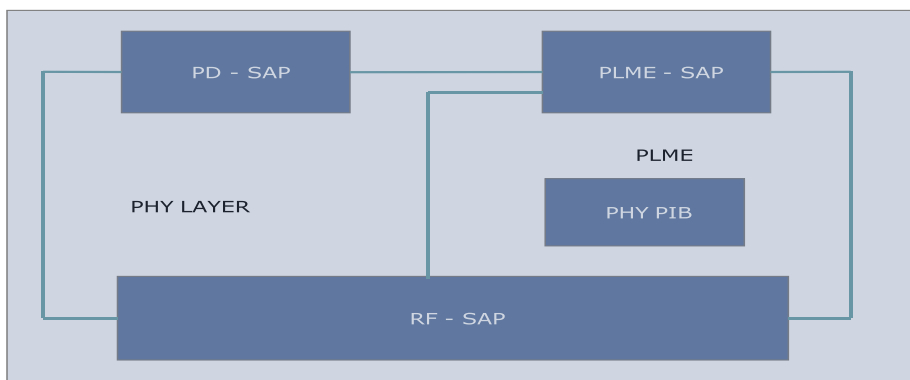 PD - SAP
PLME - SAP
PLME
PHY LAYER
PHY PIB
RF - SAP